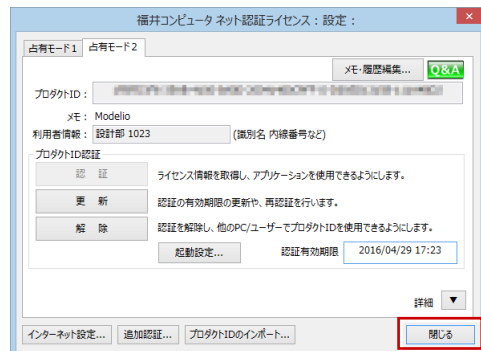 福井コンピュータ ネット認証ライセンス：設定：
×
占有モード1 占有モード2
メモ・履歴編集... Q&A
プロダクトID：
メモ： Modelio
利用者情報： 設計部 1023 (識別名 内線番号など)
プロダクトID認証
認 証 ライセンス情報を取得し、アプリケーションを使用できるようにします。
更 新 認証の有効期限の更新や、再認証を行います。
解 除 認証を解除し、他のPC/ユーザーでプロダクトIDを使用できるようにします。
起動設定... 認証有効期限 2016/04/29 17:23
詳細 ▼
インターネット設定... 追加認証... プロダクトIDのインポート... 閉じる